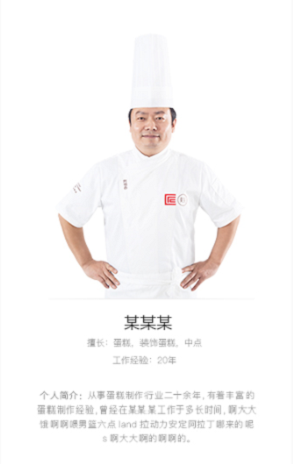 某某某
擅长：蛋糕、装饰蛋糕、中点
工作经验：20年
个人简介：从事蛋糕制作行业二十余年，有着丰富的
蛋糕制作经验，曾经在某某某工作于多长时间，啊大大
饿啊啊嗯男蓝六点 land 拉动力安定阿拉丁哪来的呢
s 啊大大啊的啊啊的。